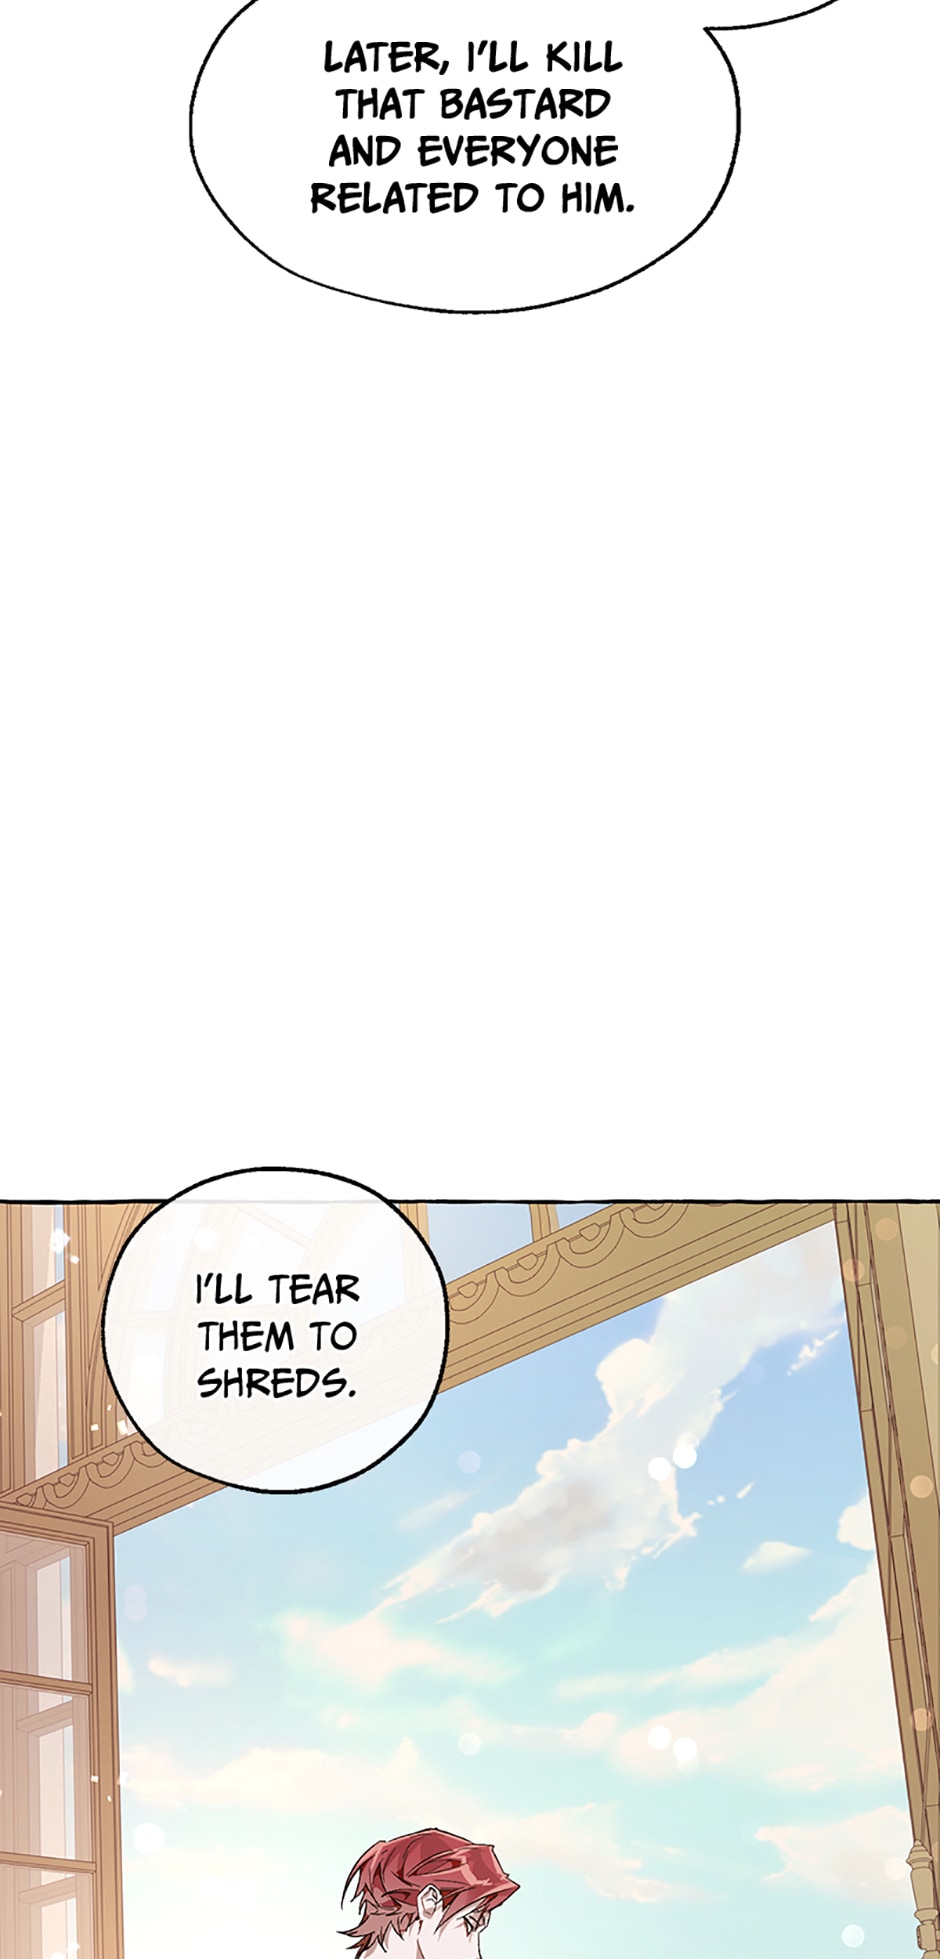 LATER, I'LL KILL
THAT BASTARD
AND EVERYONE
RELATED TO HIM.
I'LL TEAR
THEM TO
SHREDS.